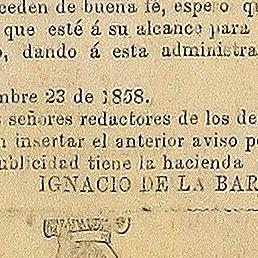 ceden de buena fé, espero q
que esté á su alcance para
o, dando á esta administra
mbre 23 de 1858.
s señores redactores de los de
n insertar el anterior aviso p
ublicidad tiene la hacienda
IGNACIO DE LA BAR